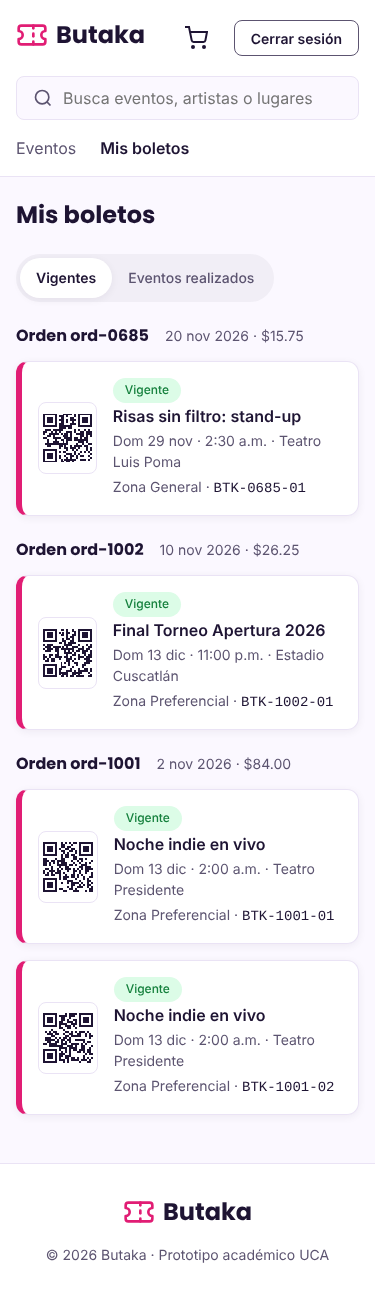 Butaka
Cerrar sesión
Busca eventos, artistas o lugares
Eventos
Mis boletos
Mis boletos
Vigentes
Eventos realizados
Orden ord-0685
20 nov 2026 · $15.75
Vigente
Risas sin filtro: stand-up
Dom 29 nov · 2:30 a.m. · Teatro
Luis Poma
Zona General · BTK-0685-01
Orden ord-1002
10 nov 2026 · $26.25
Vigente
Final Torneo Apertura 2026
Dom 13 dic · 11:00 p.m. · Estadio
Cuscatlán
Zona Preferencial · BTK-1002-01
Orden ord-1001
2 nov 2026 · $84.00
Vigente
Noche indie en vivo
Dom 13 dic · 2:00 a.m. · Teatro
Presidente
Zona Preferencial · BTK-1001-01
Vigente
Noche indie en vivo
Dom 13 dic · 2:00 a.m. · Teatro
Presidente
Zona Preferencial · BTK-1001-02
Butaka
© 2026 Butaka · Prototipo académico UCA